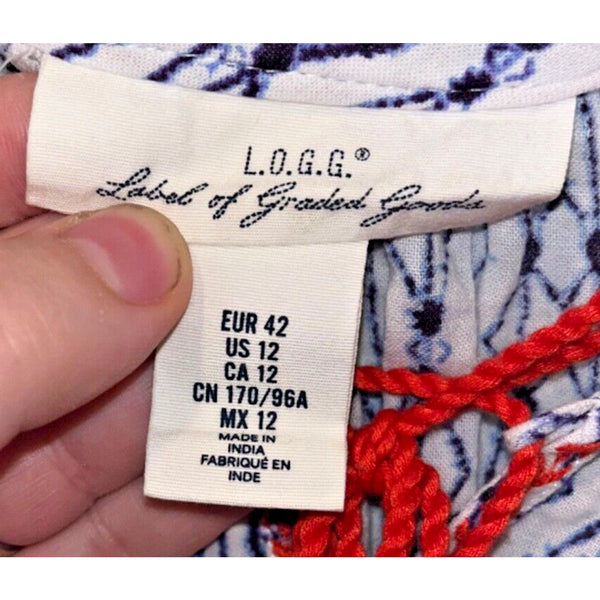 L.O.G.G.®
Label of Graded Goods
EUR 42
US 12
CA 12
CN 170/96A
MX 12
MADE IN
INDIA
FABRIQUÉ EN
INDE